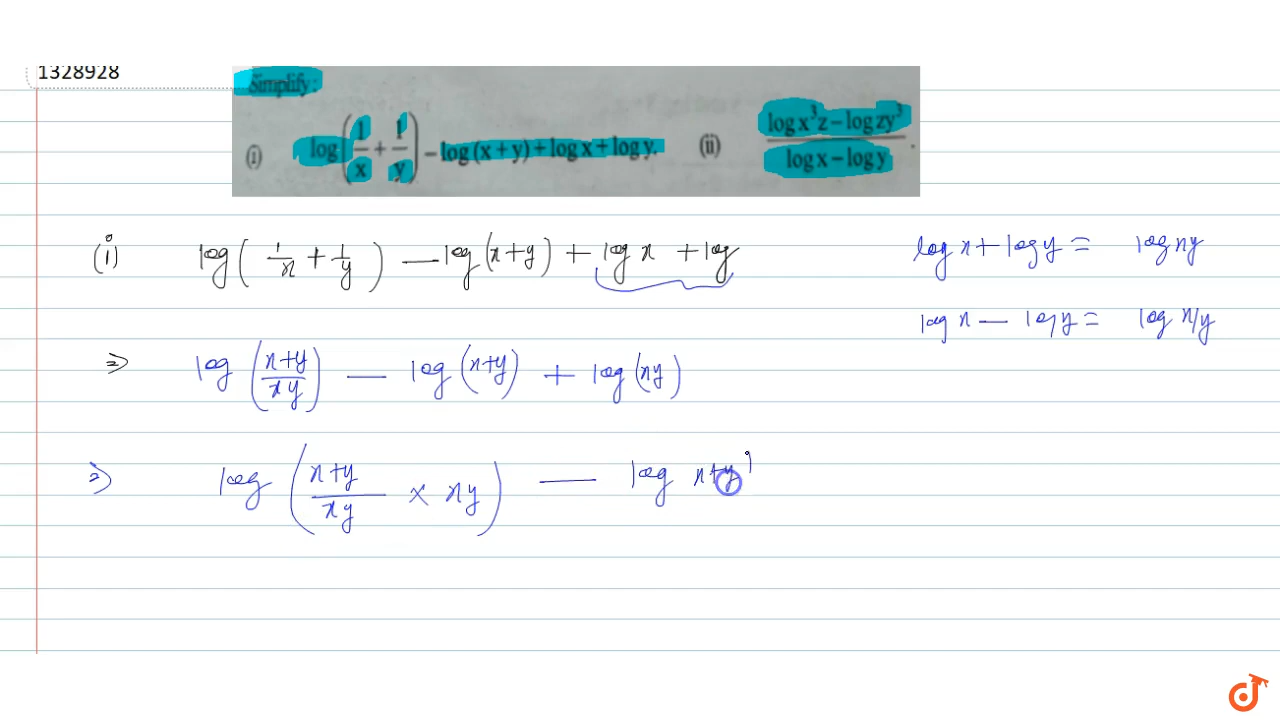 1328928
Simplify:
(i) log(1/x + 1/y) – log (x + y) + log x + log y. (ii) (log x³z – log zy³)/(log x – log y).
(i) log(1/x + 1/y) — log(x+y) + log x + log
log x + log y = log xy
log x — log y = log x/y
⇒ log((x+y)/xy) — log(x+y) + log(xy)
⇒ log((x+y)/xy × xy) — log x+y)